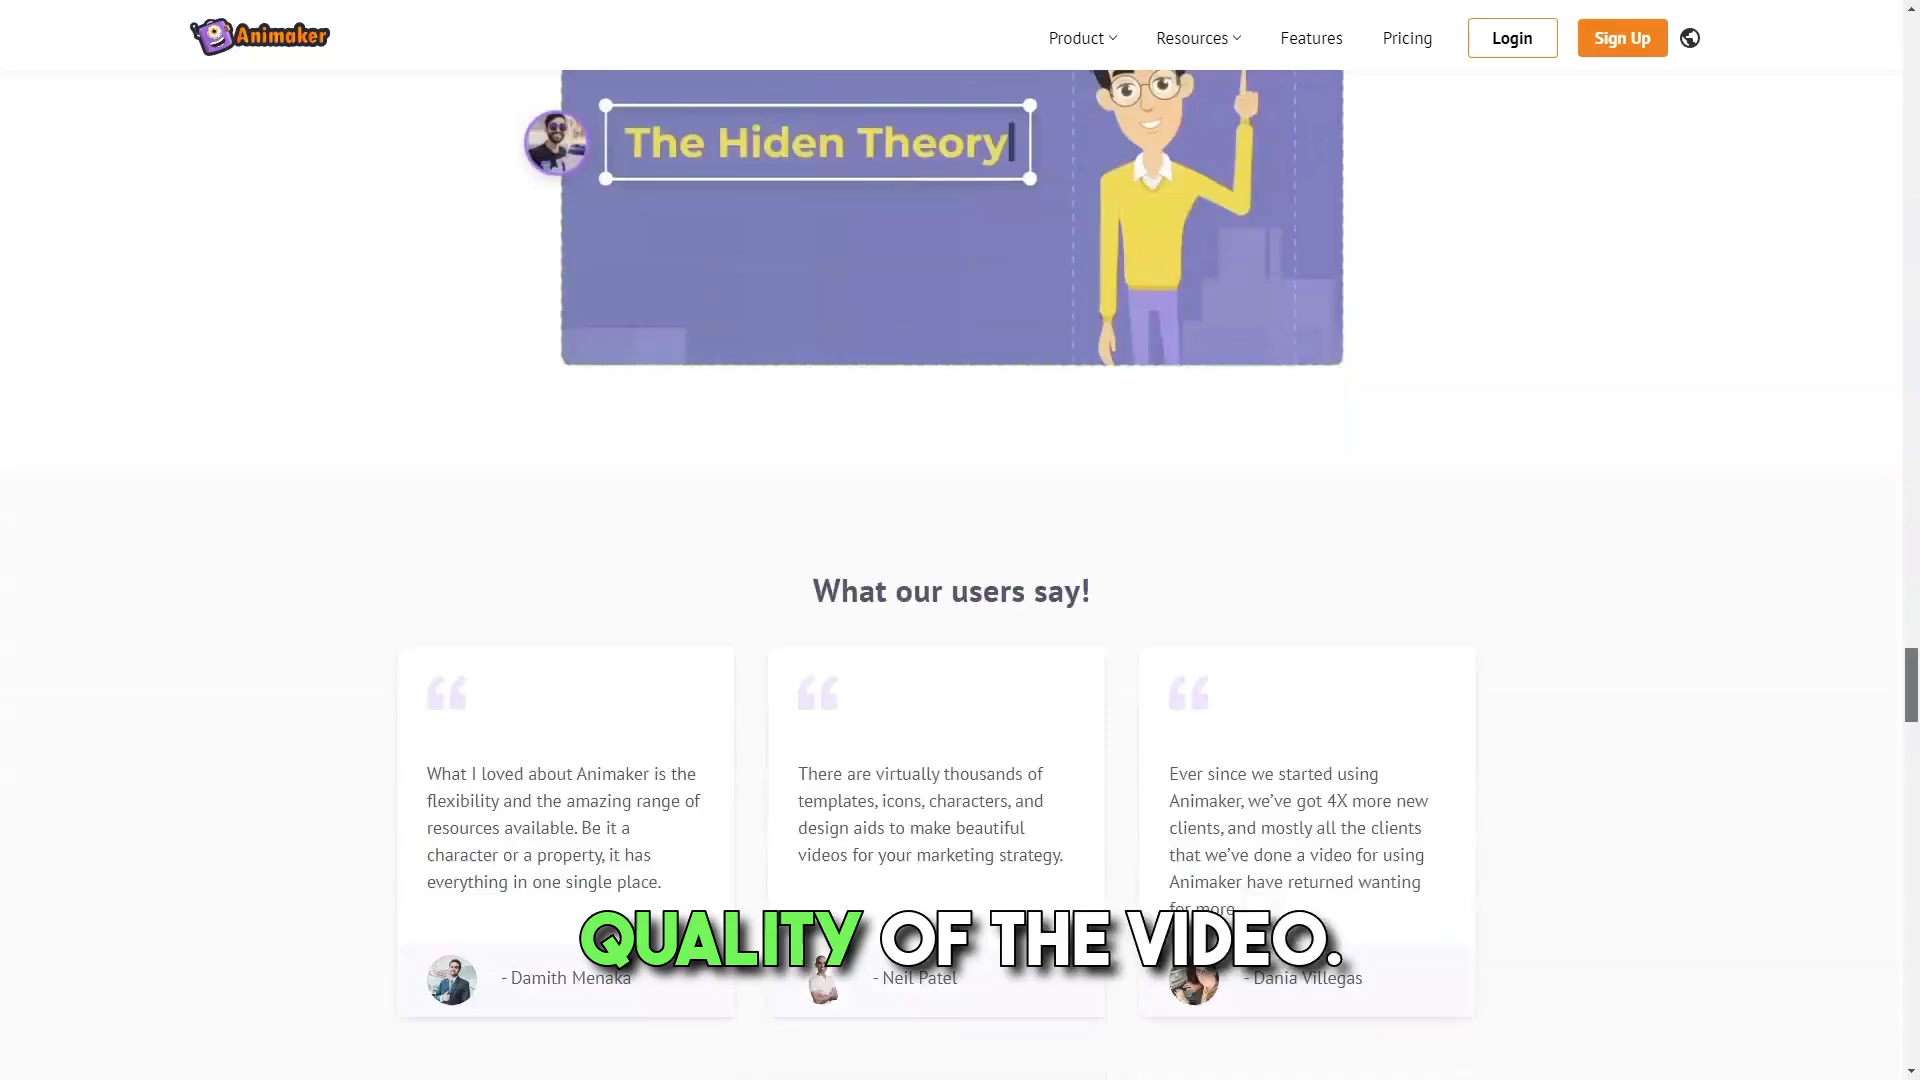 Animaker
Product
Resources
Features
Pricing
Login
Sign Up
The Hiden Theory
What our users say!
What I loved about Animaker is the
flexibility and the amazing range of
resources available. Be it a
character or a property, it has
everything in one single place.
- Damith Menaka
There are virtually thousands of
templates, icons, characters, and
design aids to make beautiful
videos for your marketing strategy.
- Neil Patel
Ever since we started using
Animaker, we’ve got 4X more new
clients, and mostly all the clients
that we’ve done a video for using
Animaker have returned wanting
for more
- Dania Villegas
QUALITY OF THE VIDEO.